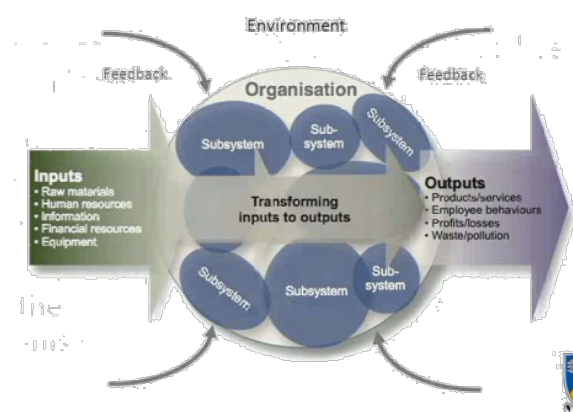 Environment
Feedback
Feedback
Organisation
Subsystem
Sub-
system
Subsystem
Inputs
• Raw materials
• Human resources
• Information
• Financial resources
• Equipment
Transforming
inputs to outputs
Outputs
• Products/services
• Employee behaviours
• Profits/losses
• Waste/pollution
Subsystem
Subsystem
Sub-
system